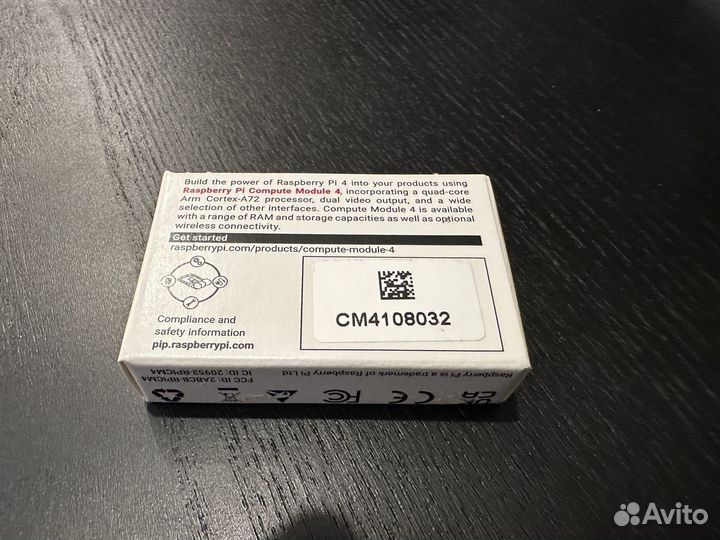 Build the power of Raspberry Pi 4 into your products using
Raspberry Pi Compute Module 4, incorporating a quad-core
Arm Cortex-A72 processor, dual video output, and a wide
selection of other interfaces. Compute Module 4 is available
with a range of RAM and storage capacities as well as optional
wireless connectivity.
Get started
raspberrypi.com/products/compute-module-4
CM4108032
Compliance and
safety information
pip.raspberrypi.com
Raspberry Pi is a trademark of Raspberry Pi Ltd
FCC ID: 2ABCB-RPICM4
IC ID: 20953-RPICM4
FC
CE
UK
CA
Avito